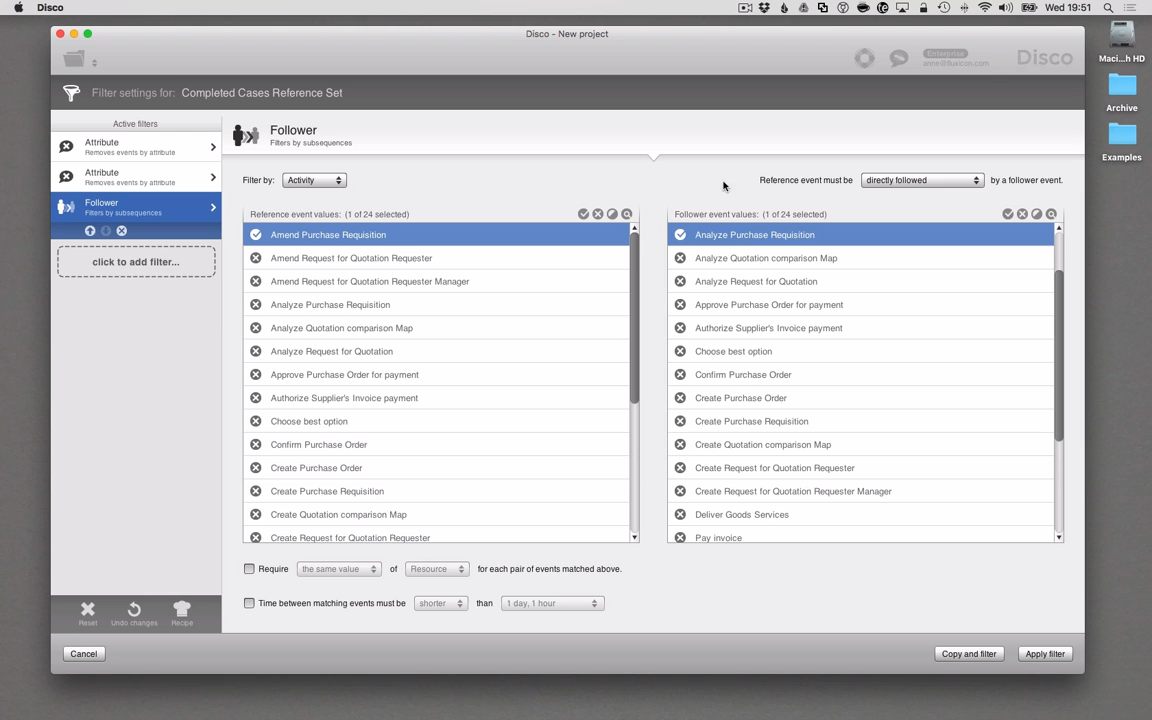 Disco
Wed 19:51
Disco - New project
Enterprise
anne@fluxicon.com
Disco
Maci...h HD
Archive
Examples
Filter settings for: Completed Cases Reference Set
Active filters
Attribute
Removes events by attribute
Attribute
Removes events by attribute
Follower
Filters by subsequences
click to add filter...
Reset
Undo changes
Recipe
Follower
Filters by subsequences
Filter by: Activity
Reference event must be directly followed by a follower event.
Reference event values: (1 of 24 selected)
Amend Purchase Requisition
Amend Request for Quotation Requester
Amend Request for Quotation Requester Manager
Analyze Purchase Requisition
Analyze Quotation comparison Map
Analyze Request for Quotation
Approve Purchase Order for payment
Authorize Supplier's Invoice payment
Choose best option
Confirm Purchase Order
Create Purchase Order
Create Purchase Requisition
Create Quotation comparison Map
Create Request for Quotation Requester
Follower event values: (1 of 24 selected)
Analyze Purchase Requisition
Analyze Quotation comparison Map
Analyze Request for Quotation
Approve Purchase Order for payment
Authorize Supplier's Invoice payment
Choose best option
Confirm Purchase Order
Create Purchase Order
Create Purchase Requisition
Create Quotation comparison Map
Create Request for Quotation Requester
Create Request for Quotation Requester Manager
Deliver Goods Services
Pay invoice
Require the same value of Resource for each pair of events matched above.
Time between matching events must be shorter than 1 day, 1 hour
Cancel
Copy and filter
Apply filter